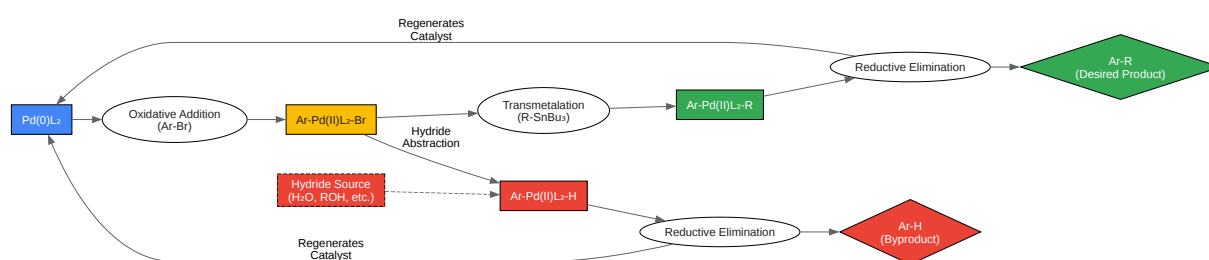 Regenerates
Catalyst
Reductive Elimination
Ar-R
(Desired Product)
Pd(0)L₂
Oxidative Addition
(Ar-Br)
Ar-Pd(II)L₂-Br
Transmetalation
(R-SnBu₃)
Ar-Pd(II)L₂-R
Hydride
Abstraction
Hydride Source
(H₂O, ROH, etc.)
Ar-Pd(II)L₂-H
Reductive Elimination
Ar-H
(Byproduct)
Regenerates
Catalyst